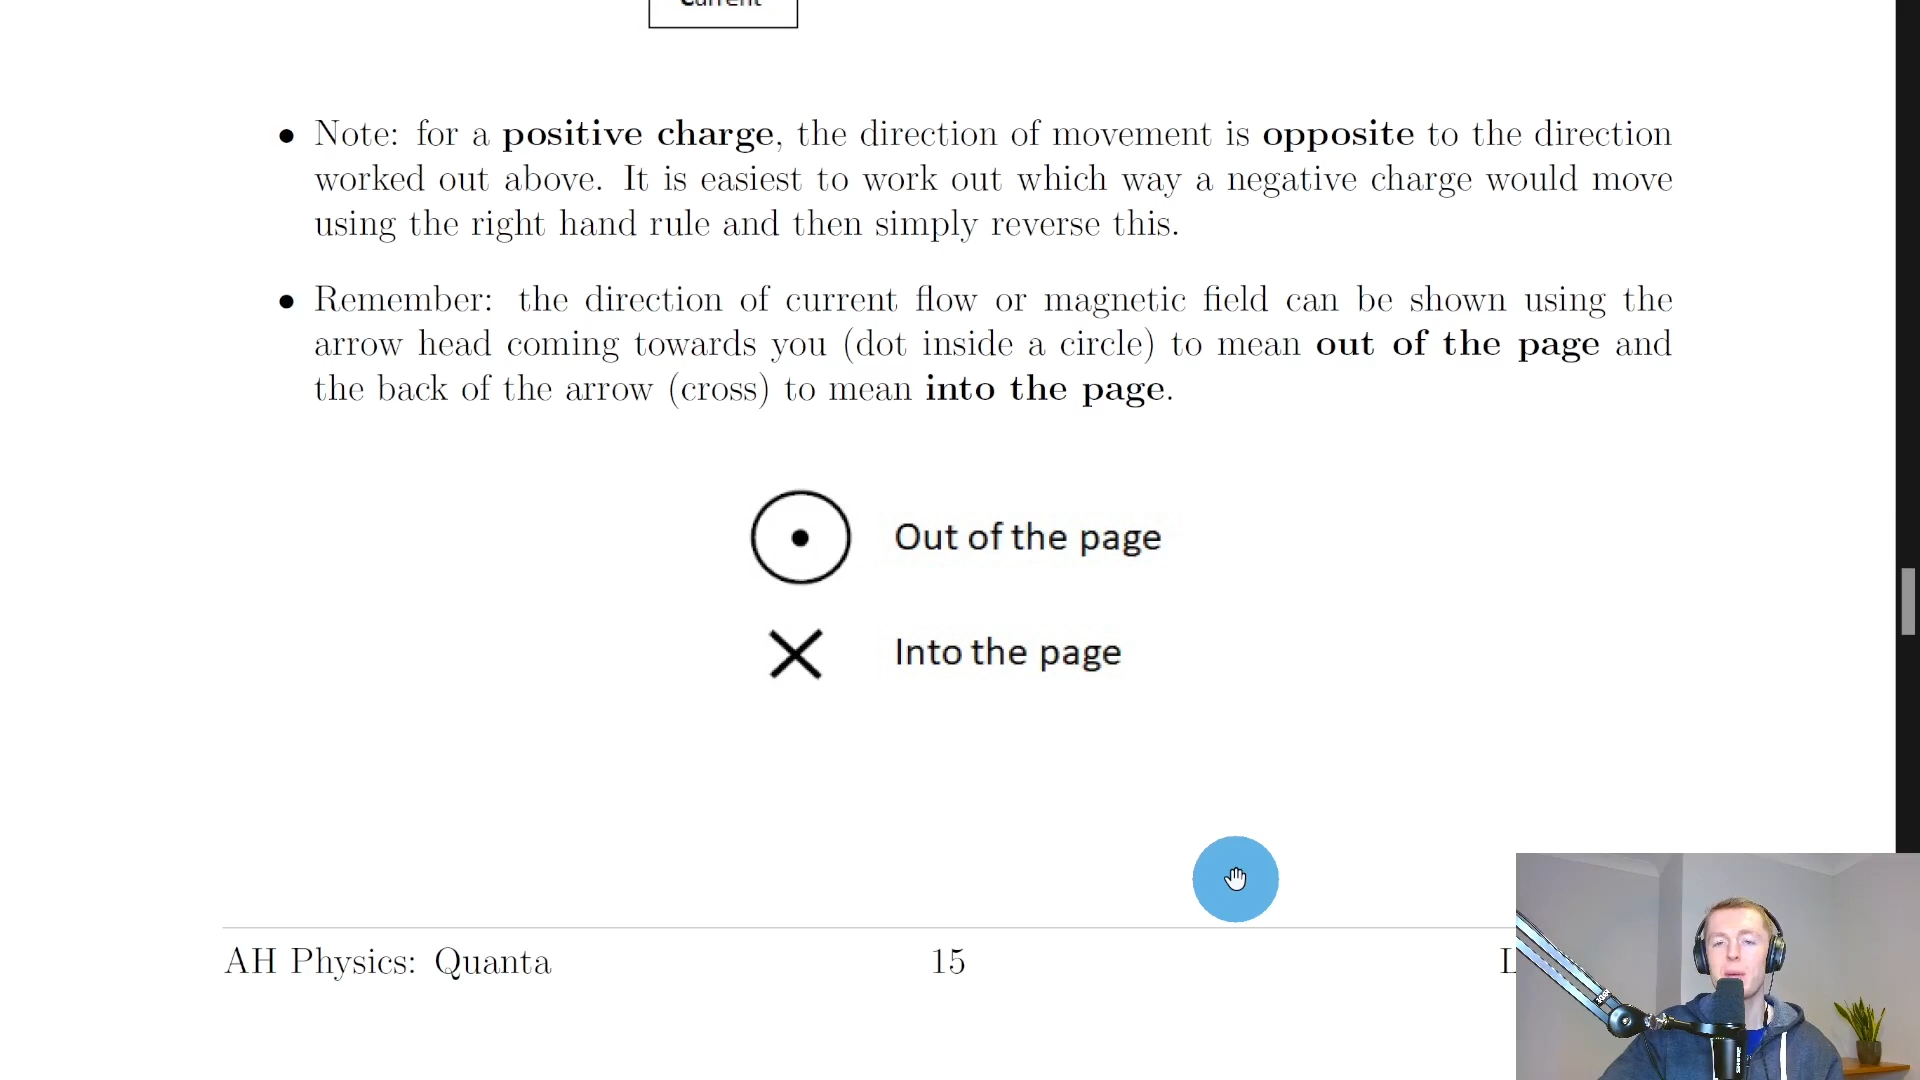 Current
• Note: for a positive charge, the direction of movement is opposite to the direction
worked out above. It is easiest to work out which way a negative charge would move
using the right hand rule and then simply reverse this.
• Remember: the direction of current flow or magnetic field can be shown using the
arrow head coming towards you (dot inside a circle) to mean out of the page and
the back of the arrow (cross) to mean into the page.
Out of the page
Into the page
AH Physics: Quanta
15